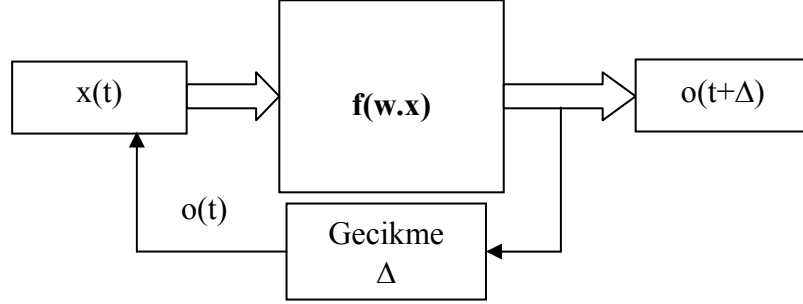 x(t)
f(w.x)
o(t+Δ)
o(t)
Gecikme
Δ